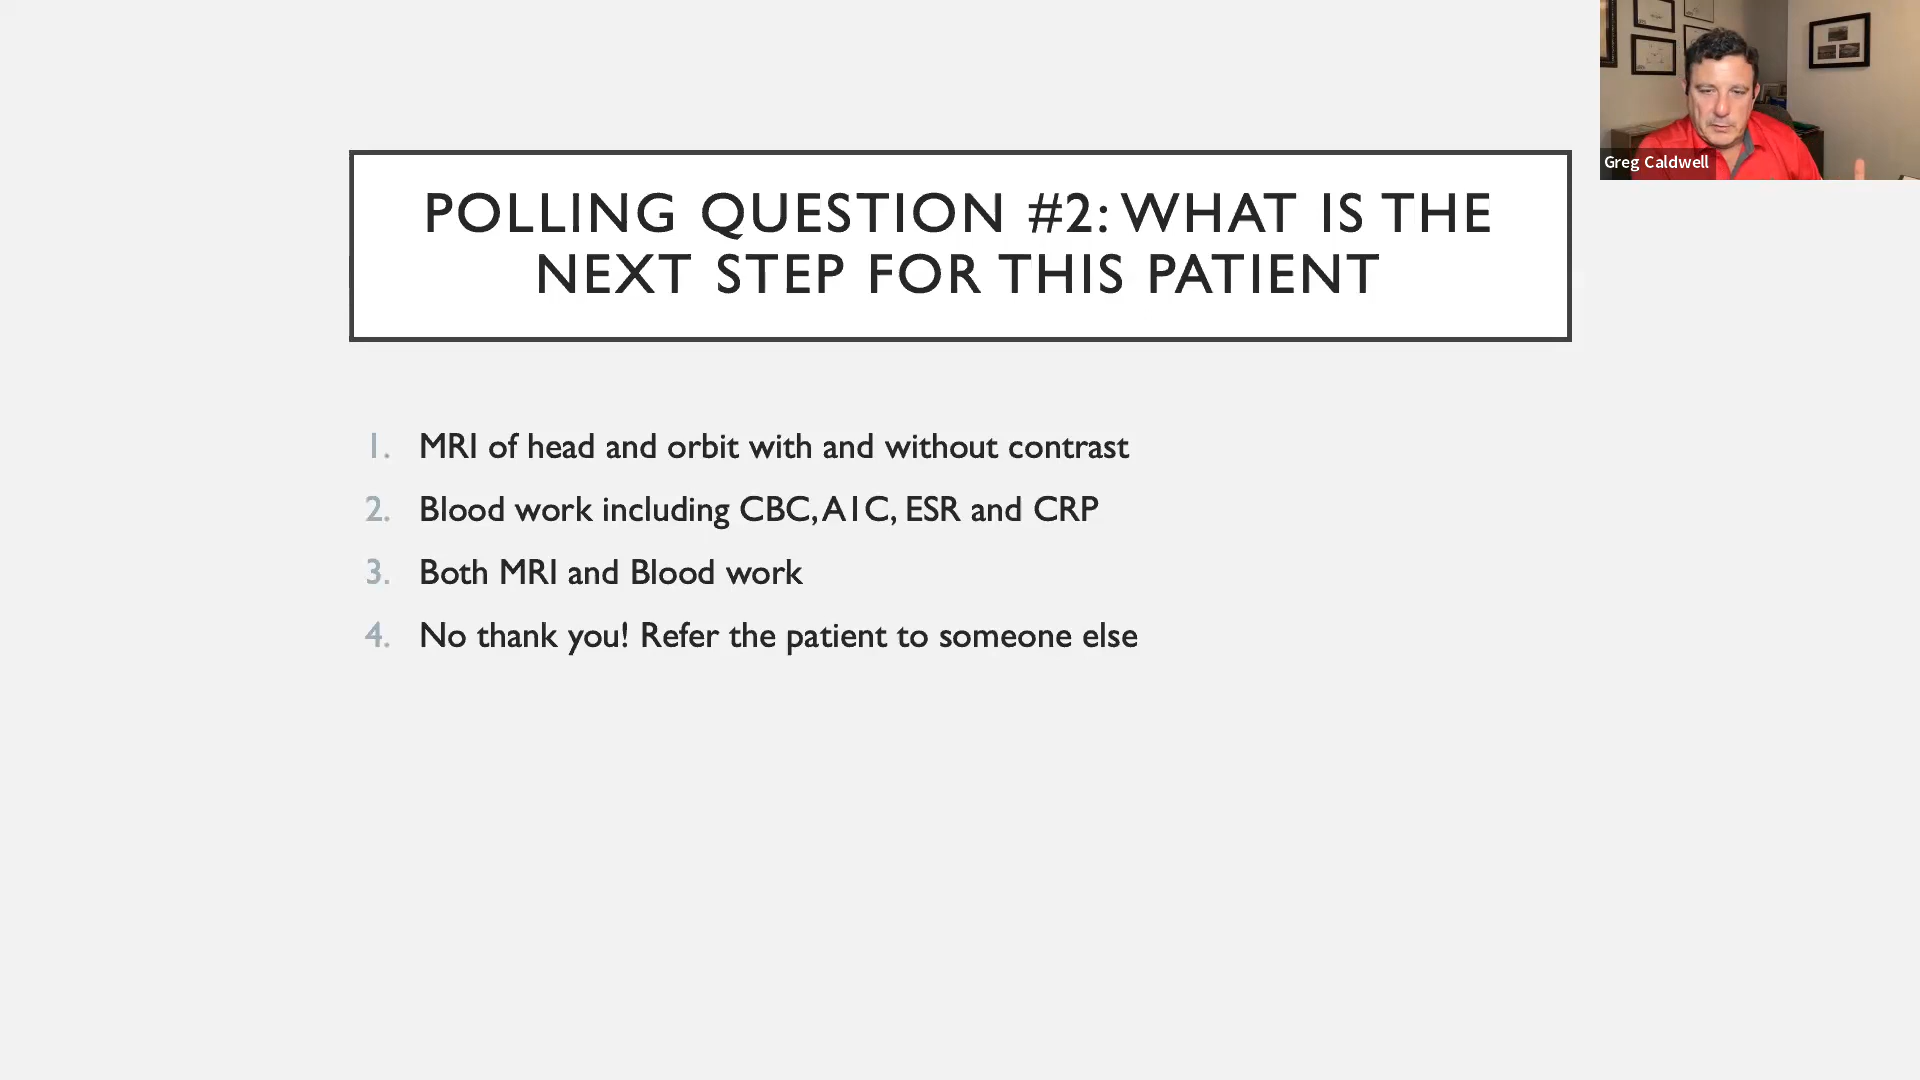 POLLING QUESTION #2: WHAT IS THE
NEXT STEP FOR THIS PATIENT
1. MRI of head and orbit with and without contrast
2. Blood work including CBC, A1C, ESR and CRP
3. Both MRI and Blood work
4. No thank you! Refer the patient to someone else
Greg Caldwell